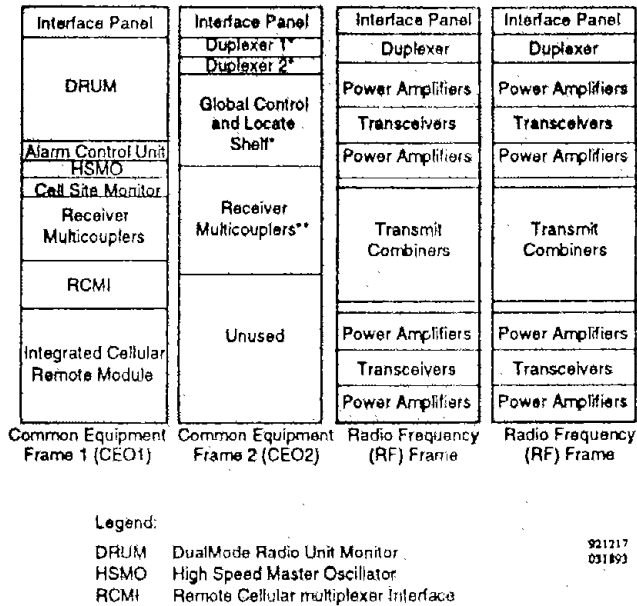 Interface Panel
DRUM
Alarm Control Unit
HSMO
Cell Site Monitor
Receiver
Multicouplers
RCMI
Integrated Cellular
Remote Module
Common Equipment
Frame 1 (CEO1)
Interface Panel
Duplexer 1*
Duplexer 2*
Global Control
and Locate
Shelf*
Receiver
Multicouplers**
Unused
Common Equipment
Frame 2 (CEO2)
Interface Panel
Duplexer
Power Amplifiers
Transceivers
Power Amplifiers
Transmit
Combiners
Power Amplifiers
Transceivers
Power Amplifiers
Radio Frequency
(RF) Frame
Interface Panel
Duplexer
Power Amplifiers
Transceivers
Power Amplifiers
Transmit
Combiners
Power Amplifiers
Transceivers
Power Amplifiers
Radio Frequency
(RF) Frame
Legend:
DRUM DualMode Radio Unit Monitor
HSMO High Speed Master Oscillator
RCMI Remote Cellular multiplexer Interface
921217
031893